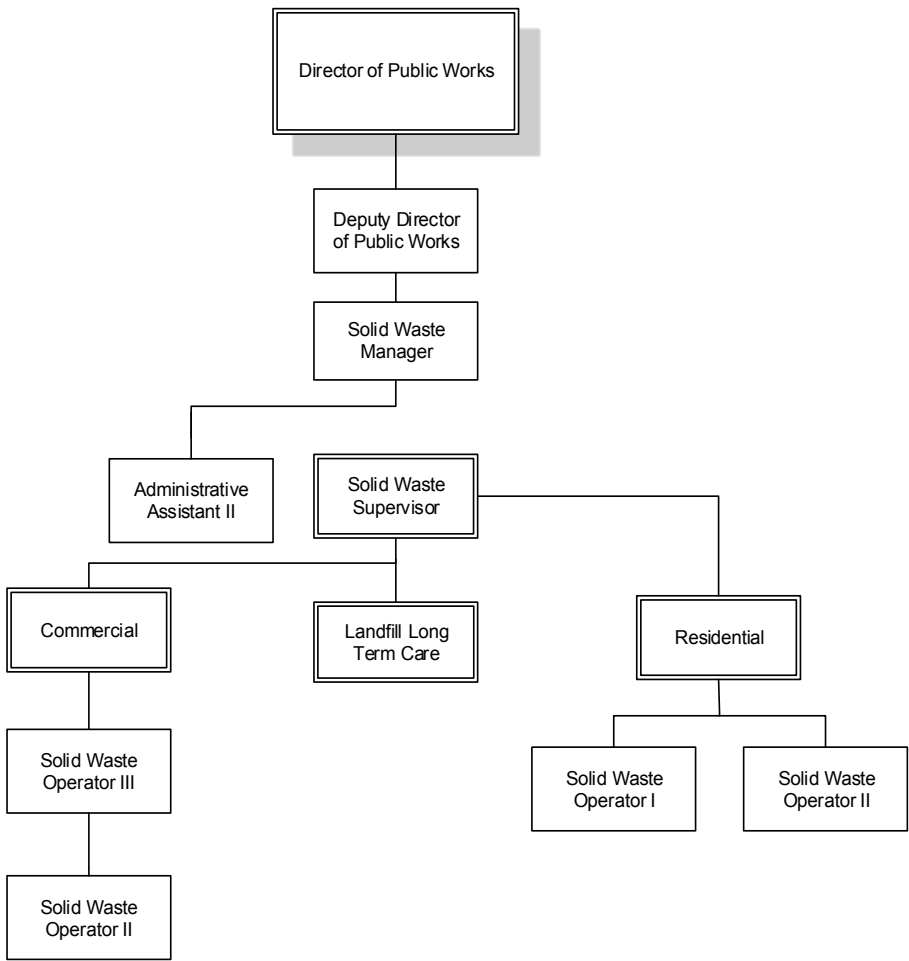 Director of Public Works
Deputy Director
of Public Works
Solid Waste
Manager
Administrative
Assistant II
Solid Waste
Supervisor
Commercial
Landfill Long
Term Care
Residential
Solid Waste
Operator III
Solid Waste
Operator I
Solid Waste
Operator II
Solid Waste
Operator II